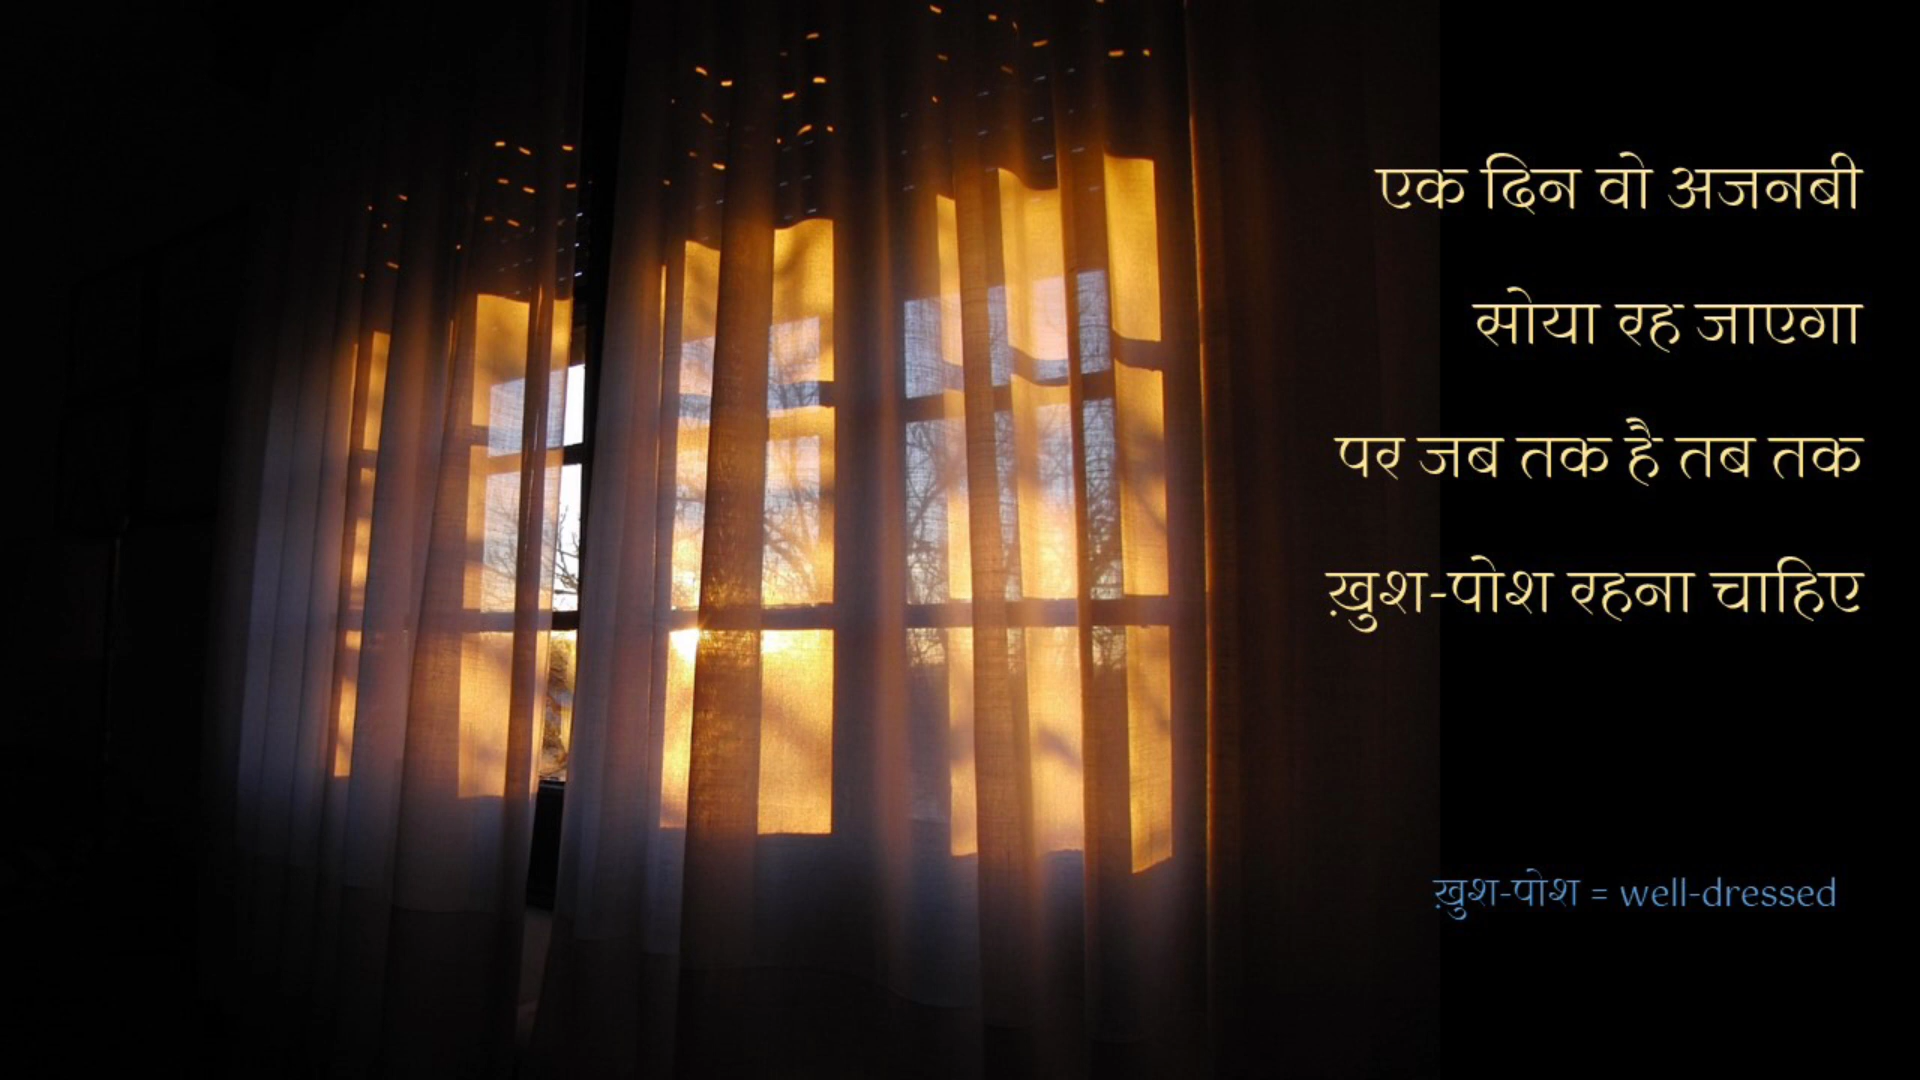 एक दिन वो अजनबी
सोया रह जाएगा
पर जब तक है तब तक
ख़ुश-पोश रहना चाहिए
ख़ुश-पोश = well-dressed